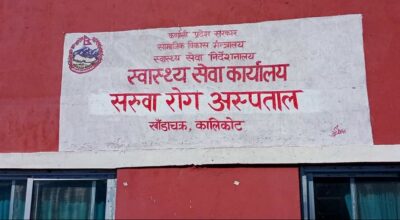 कर्णाली प्रदेश सरकार
सामाजिक विकास मन्त्रालय
स्वास्थ्य सेवा निर्देशनालय
स्वास्थ्य सेवा कार्यालय
सरुवा रोग अस्पताल
खाँडाचक्र, कालिकोट